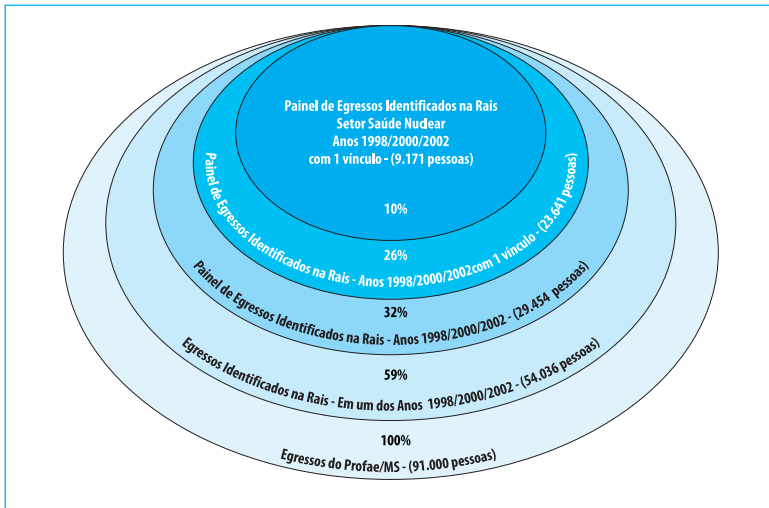 Painel de Egressos Identificados na Rais
Setor Saúde Nuclear
Anos 1998/2000/2002
com 1 vínculo - (9.171 pessoas)
10%
26%
Painel de Egressos Identificados na Rais - Anos 1998/2000/2002com 1 vínculo - (23.641 pessoas)
32%
Painel de Egressos Identificados na Rais - Anos 1998/2000/2002 - (29.454 pessoas)
59%
Egressos Identificados na Rais - Em um dos Anos 1998/2000/2002 - (54.036 pessoas)
100%
Egressos do Profae/MS - (91.000 pessoas)